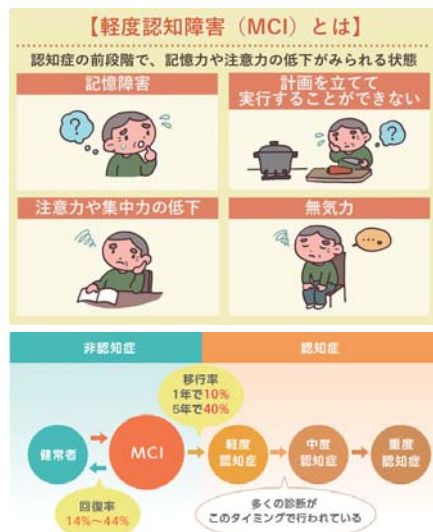 【軽度認知障害(MCI)とは】
認知症の前段階で、記憶力や注意力の低下がみられる状態
記憶障害
計画を立てて
実行することができない
?
?
注意力や集中力の低下
無気力
非認知症
認知症
移行率
1年で10%
5年で40%
健常者
MCI
軽度
認知症
中度
認知症
重度
認知症
回復率
14%~44%
多くの診断が
このタイミングで行われている